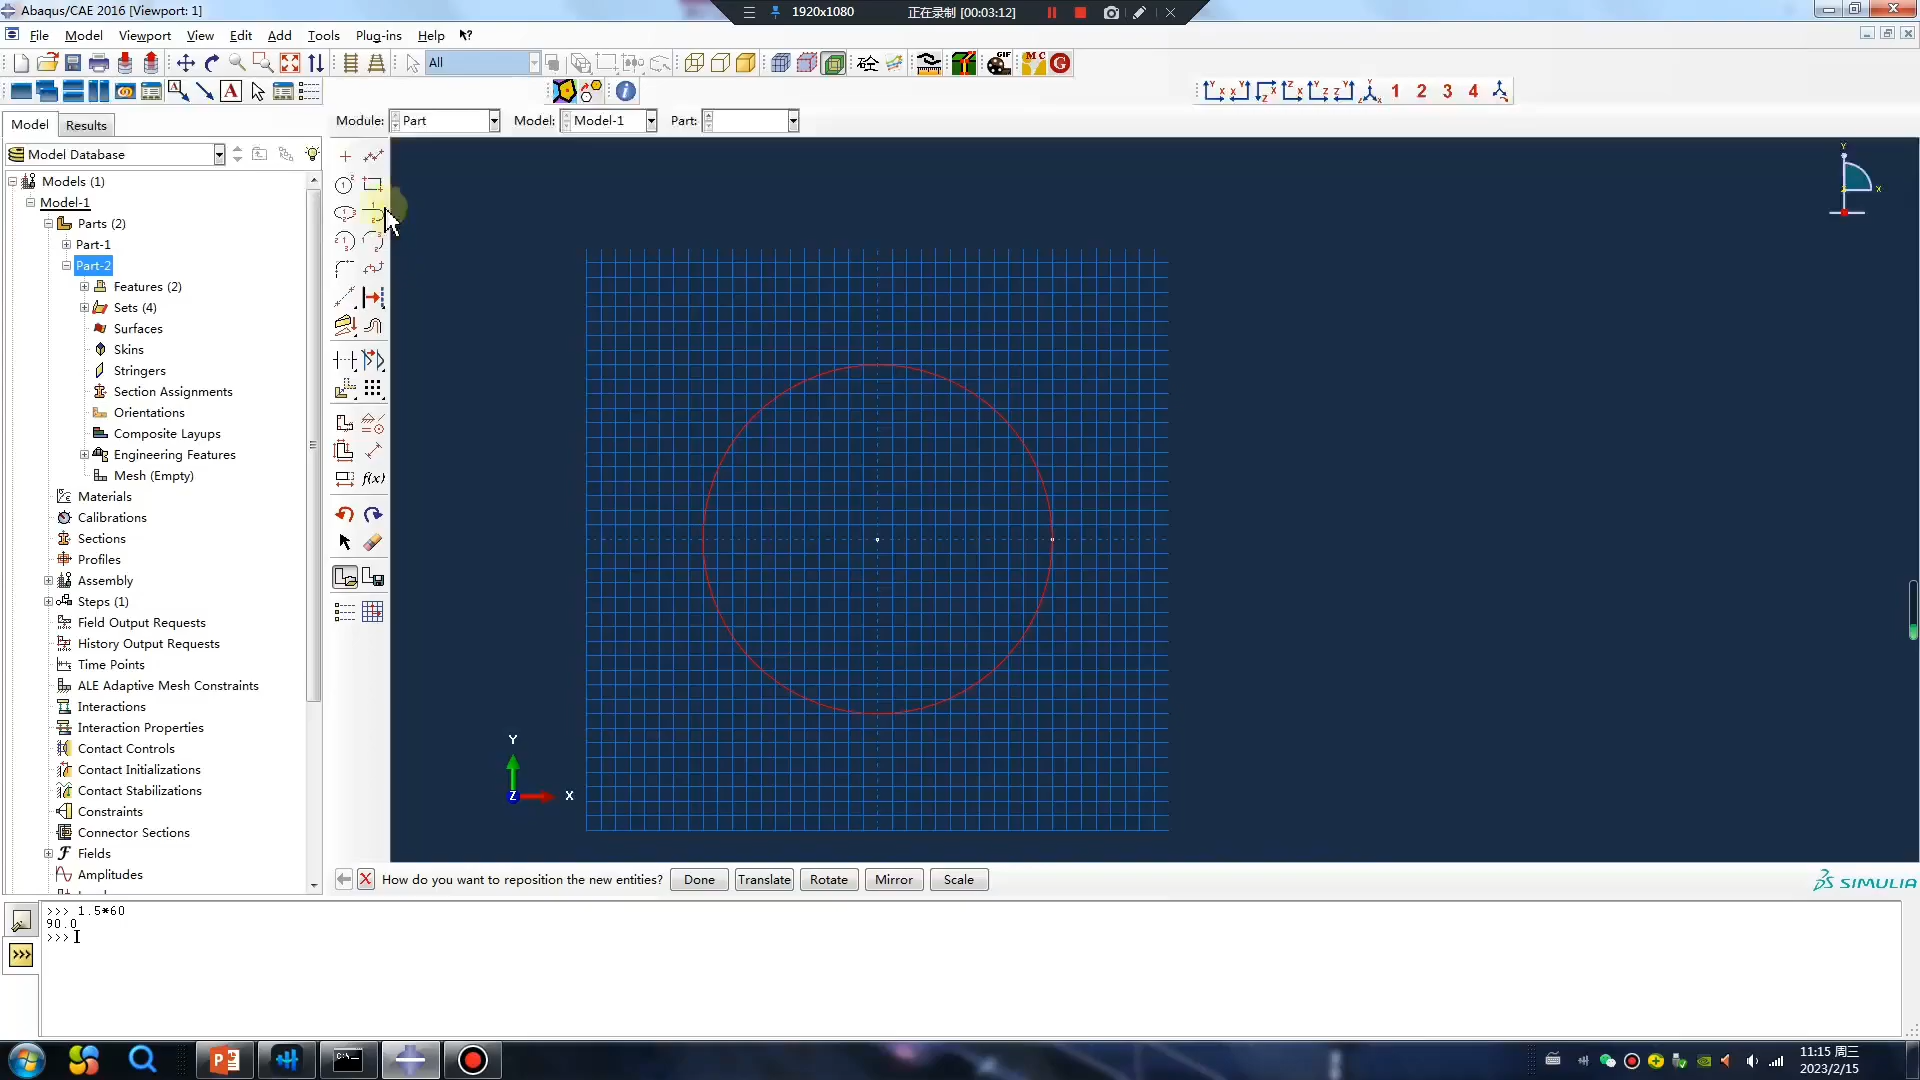 Abaqus/CAE 2016 [Viewport: 1]
1920x1080
正在录制 [00:03:12]
File Model Viewport View Edit Add Tools Plug-ins Help
All
Module: Part Model: Model-1 Part:
1 2 3 4
Model Results
Model Database
Models (1)
Model-1
Parts (2)
Part-1
Part-2
Features (2)
Sets (4)
Surfaces
Skins
Stringers
Section Assignments
Orientations
Composite Layups
Engineering Features
Mesh (Empty)
Materials
Calibrations
Sections
Profiles
Assembly
Steps (1)
Field Output Requests
History Output Requests
Time Points
ALE Adaptive Mesh Constraints
Interactions
Interaction Properties
Contact Controls
Contact Initializations
Contact Stabilizations
Constraints
Connector Sections
Fields
Amplitudes
f(x)
Y
X
Z
Y
X
How do you want to reposition the new entities? Done Translate Rotate Mirror Scale
SIMULIA
>>> 1.5*60
90.0
>>>
11:15 周三
2023/2/15